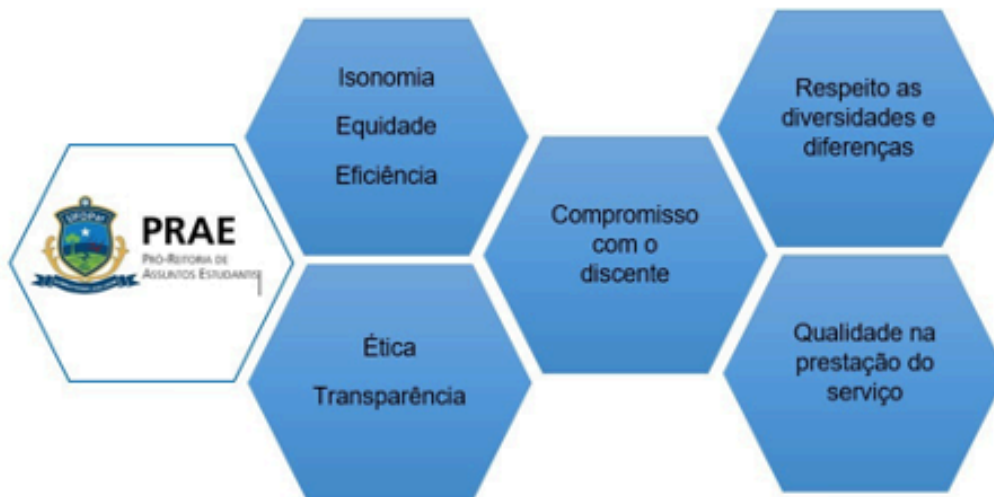 UFDPar
PRAE
PRÓ-REITORIA DE
ASSUNTOS ESTUDANTIS
Isonomia
Equidade
Eficiência
Ética
Transparência
Compromisso
com o
discente
Respeito as
diversidades e
diferenças
Qualidade na
prestação do
serviço